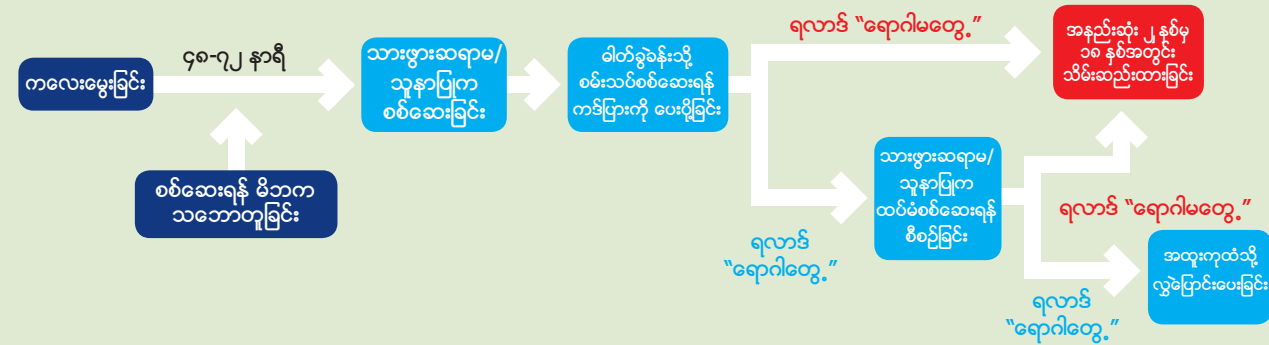 ကလေးမွေးခြင်း
၄၈-၇၂ နာရီ
စစ်ဆေးရန် မိဘက
သဘောတူခြင်း
သားဖွားဆရာမ/
သူနာပြုက
စစ်ဆေးခြင်း
ဓါတ်ခွဲခန်းသို့
စမ်းသပ်စစ်ဆေးရန်
ကဒ်ပြားကို ပေးပို့ခြင်း
ရလာဒ် “ရောဂါမတွေ့”
အနည်းဆုံး ၂ နှစ်မှ
၁၈ နှစ်အတွင်း
သိမ်းဆည်းထားခြင်း
ရလာဒ်
“ရောဂါတွေ့”
သားဖွားဆရာမ/
သူနာပြုက
ထပ်မံစစ်ဆေးရန်
စီစဉ်ခြင်း
ရလာဒ် “ရောဂါမတွေ့”
ရလာဒ်
“ရောဂါတွေ့”
အထူးကုထံသို့
လွှဲပြောင်းပေးခြင်း